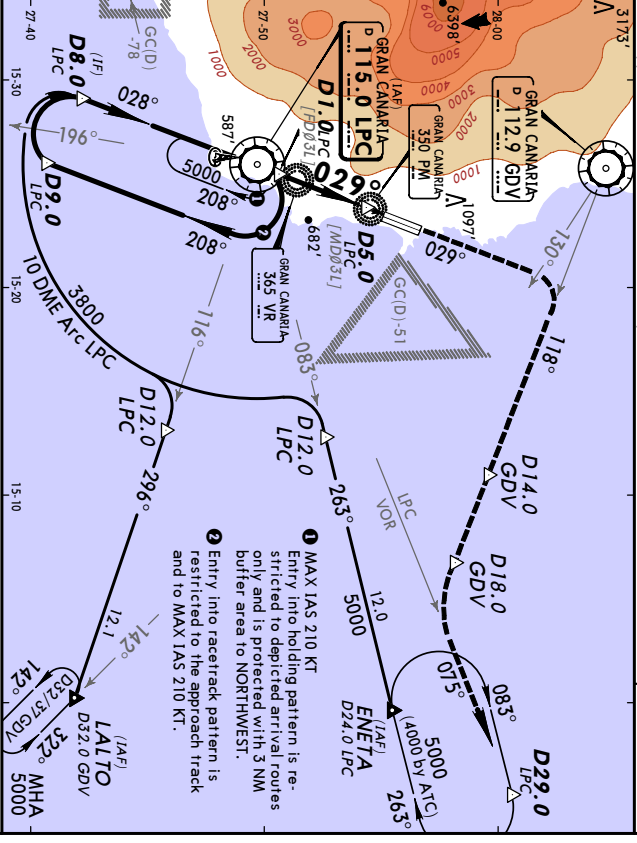 27-40
27-50
28-00
15-30
15-20
15-10
GC(D)
-78
3000
1000
2000
6000
6398'
5000
4000
3000
2000
1000
3173'
D8.0
(IF)
LPC
028°
196°
D9.0
LPC
587'
5000
208°
1
208°
2
(IAF)
GRAN CANARIA
D 115.0 LPC
D1.0
LPC
[FD03L]
029°
GRAN CANARIA
350 PM
GRAN CANARIA
D 112.9 GDV
1097'
D5.0
LPC
[MD03L]
682'
GRAN CANARIA
365 VR
029°
130°
GC(D)-51
118°
3800
10 DME Arc LPC
116°
083°
D12.0
LPC
D12.0
LPC
D14.0
GDV
D18.0
GDV
296°
12.1
263°
12.0
5000
LPC
VOR
075°
083°
D29.0
LPC
5000
(4000 by ATC)
263°
(IAF)
ENETA
D24.0 LPC
1 MAX IAS 210 KT
Entry into holding pattern is re-
stricted to depicted arrival routes
only and is protected with 3 NM
buffer area to NORTHWEST.
2 Entry into racetrack pattern is
restricted to the approach track
and to MAX IAS 210 KT.
142°
(IAF)
LALTO
D32.0 GDV
D32/37 GDV
142°
322°
MHA
5000